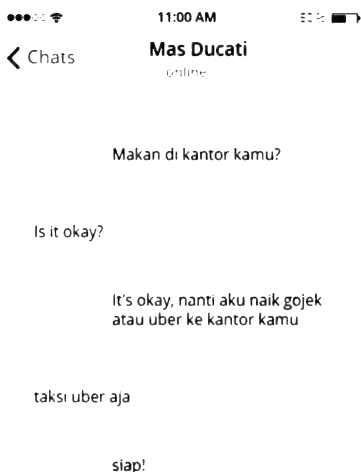 11:00 AM
Chats
Mas Ducati
online
Makan di kantor kamu?
Is it okay?
It's okay, nanti aku naik gojek
atau uber ke kantor kamu
taksi uber aja
siap!